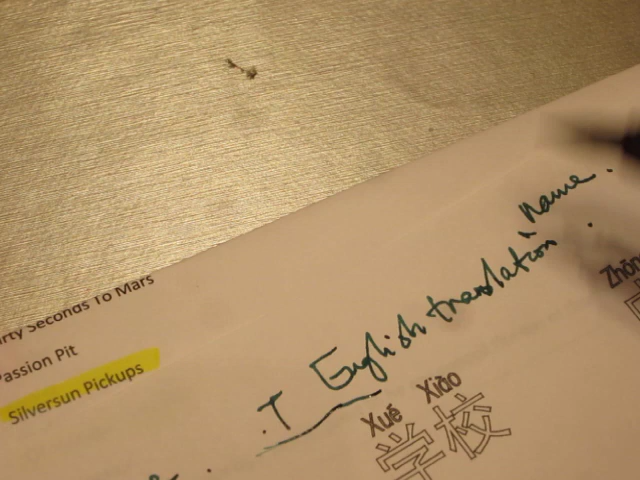 Seconds To Mars
Passion Pit
Silversun Pickups
name.
English translation.
T
Xué Xiào
学校